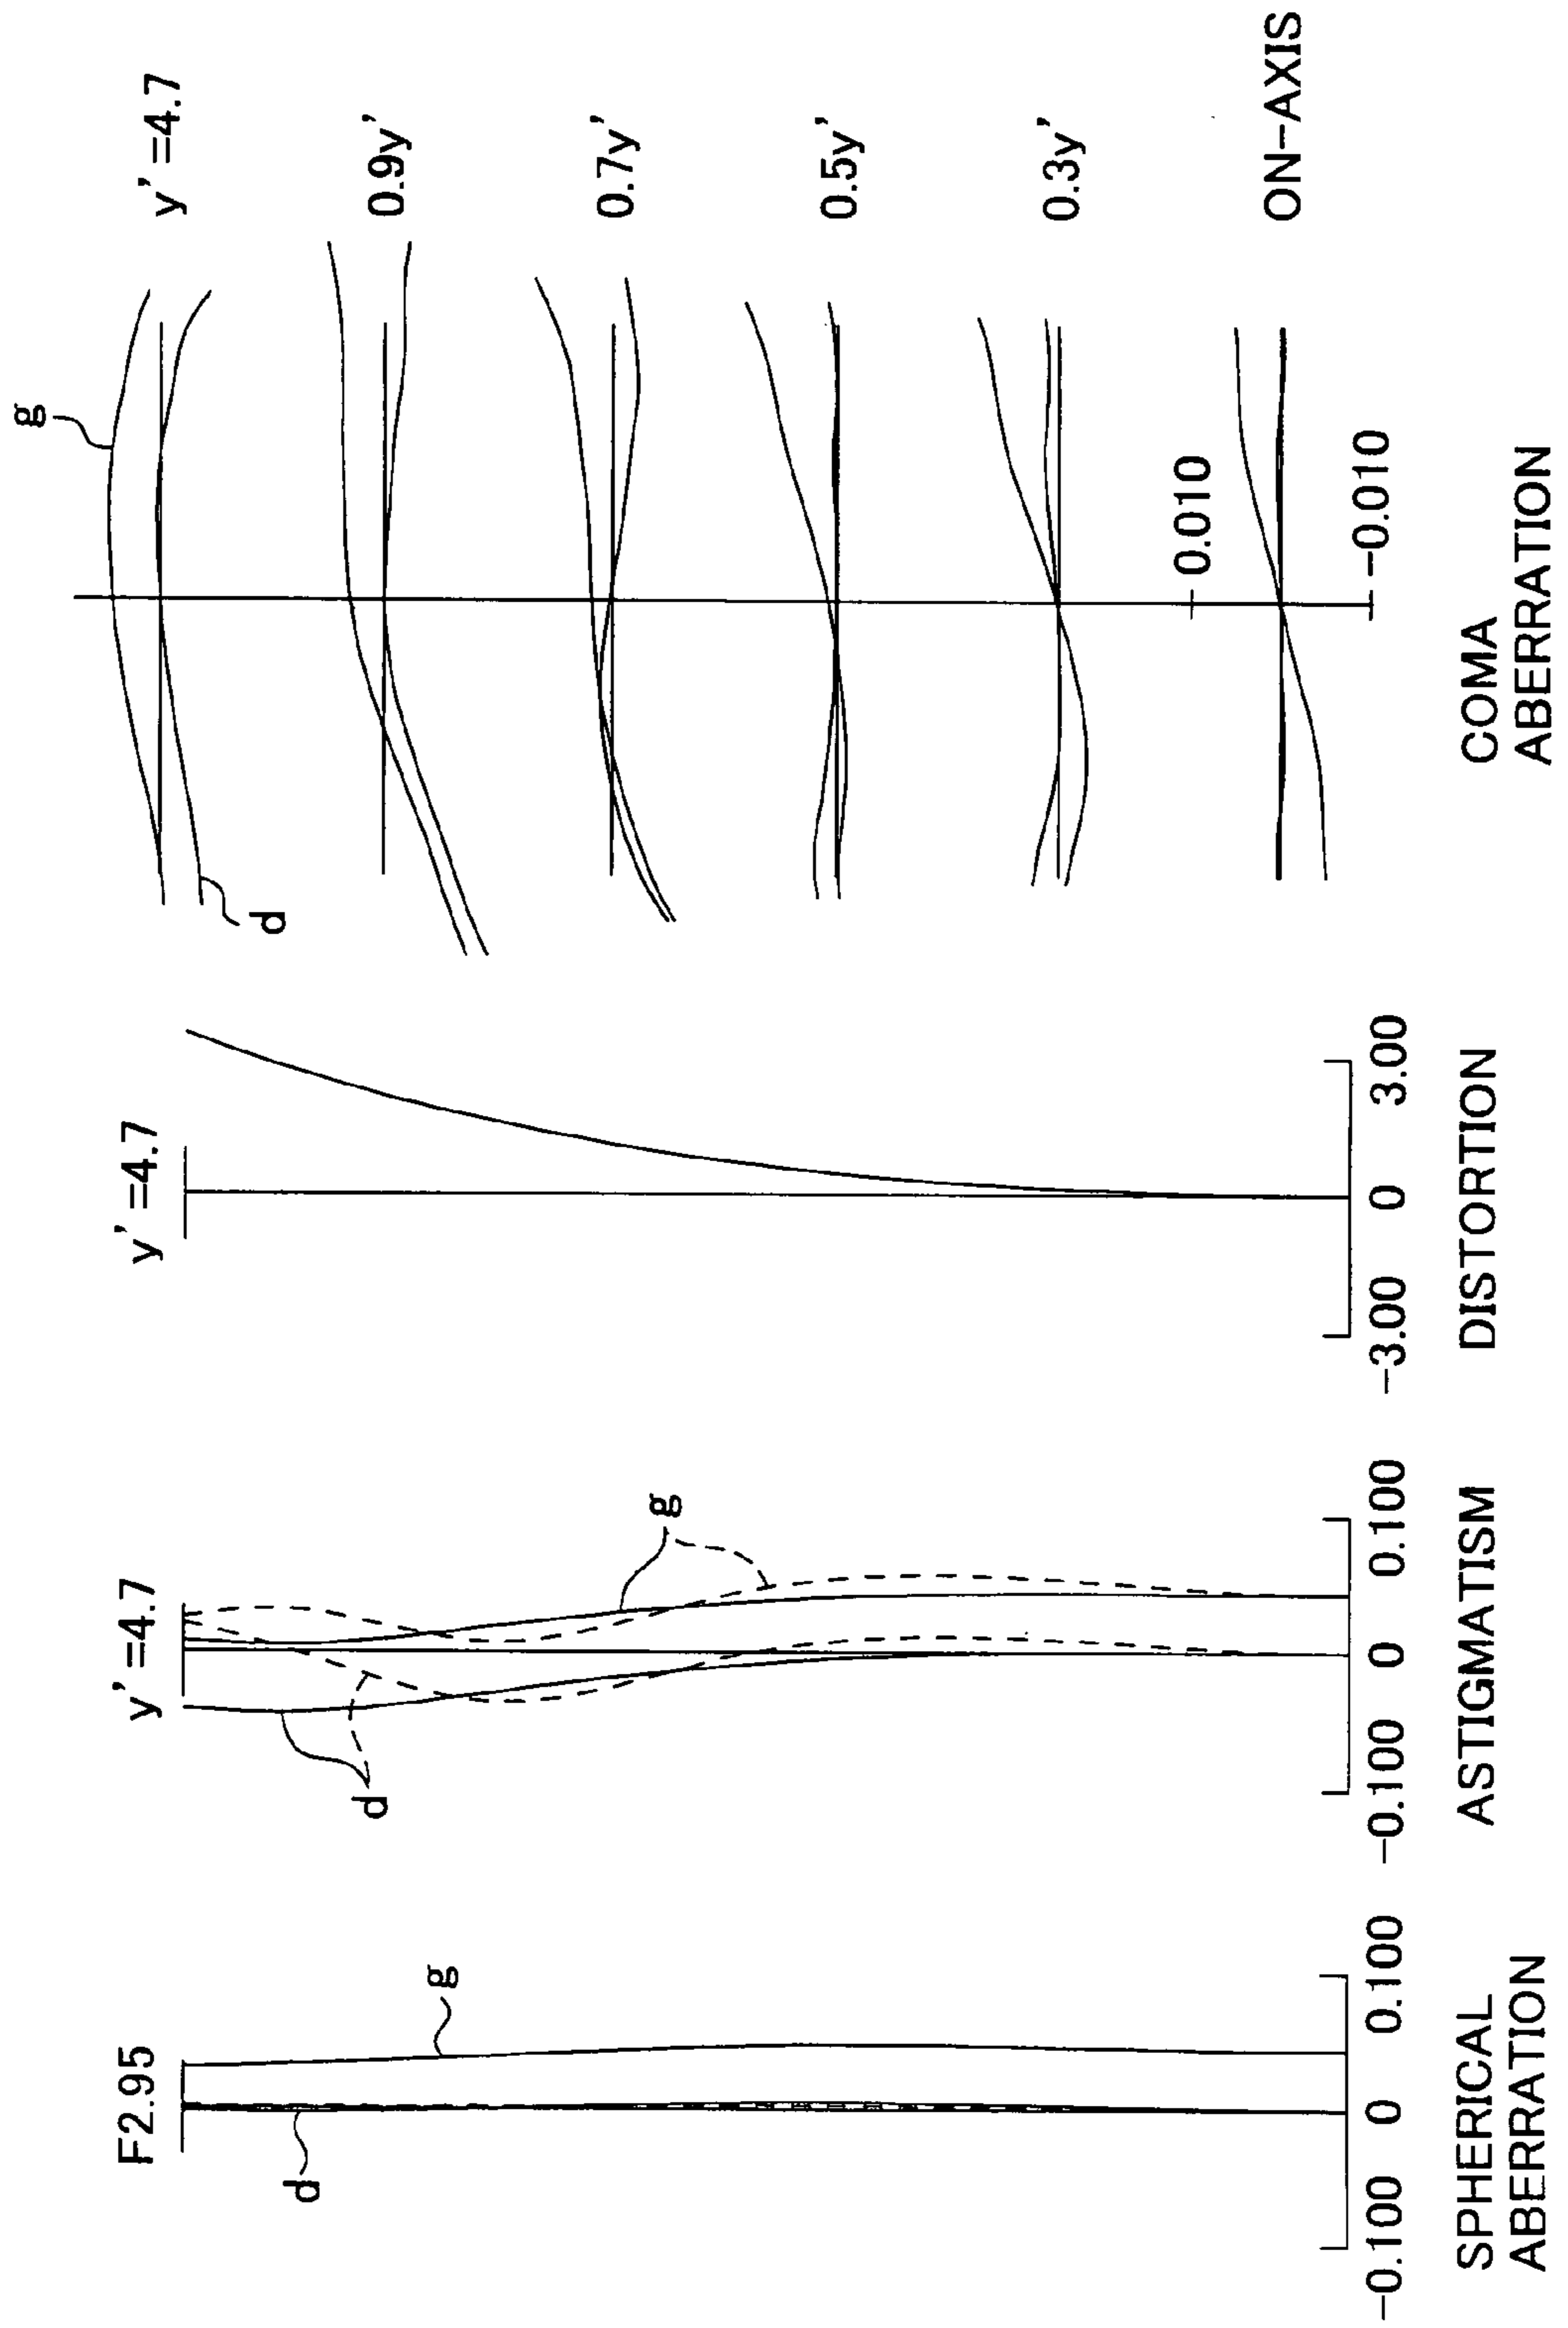 F2.95
d
g
-0.100
0
0.100
SPHERICAL
ABERRATION
y'=4.7
d
g
-0.100
0
0.100
ASTIGMATISM
y'=4.7
-3.00
0
3.00
DISTORTION
g
d
y'=4.7
0.9y'
0.7y'
0.5y'
0.3y'
ON-AXIS
0.010
-0.010
COMA
ABERRATION